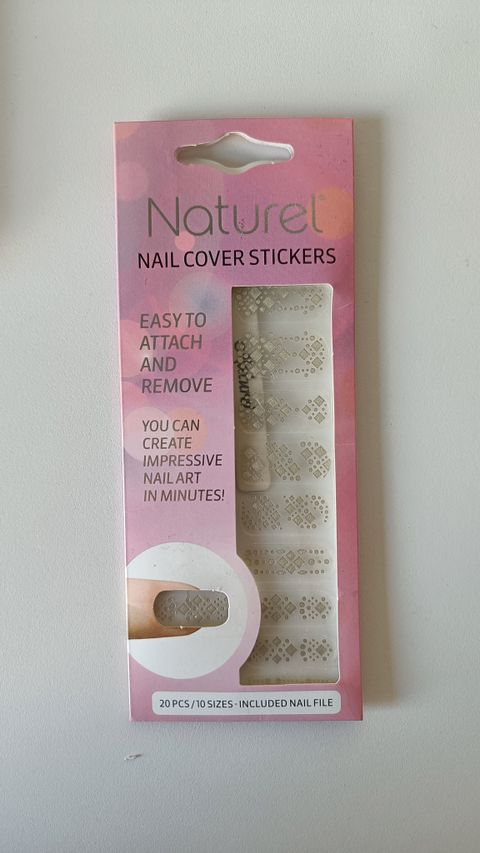 Naturel
NAIL COVER STICKERS
EASY TO
ATTACH
AND
REMOVE
YOU CAN
CREATE
IMPRESSIVE
NAIL ART
IN MINUTES!
20 PCS / 10 SIZES - INCLUDED NAIL FILE